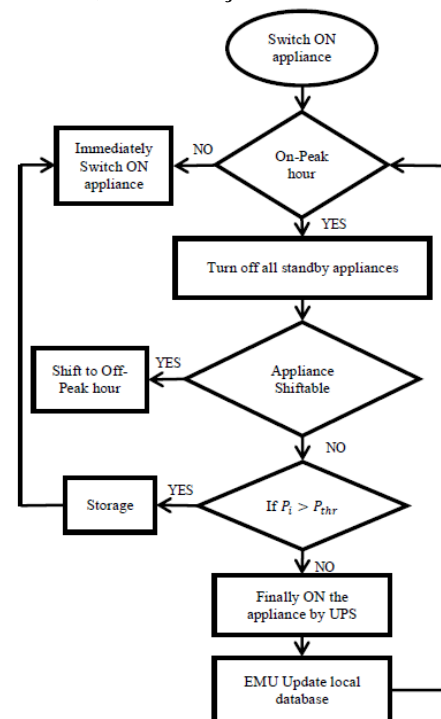 Switch ON
appliance
On-Peak
hour
NO
Immediately
Switch ON
appliance
YES
Turn off all standby appliances
Appliance
Shiftable
YES
Shift to Off-
Peak hour
NO
If P_i > P_thr
YES
Storage
NO
Finally ON the
appliance by UPS
EMU Update local
database